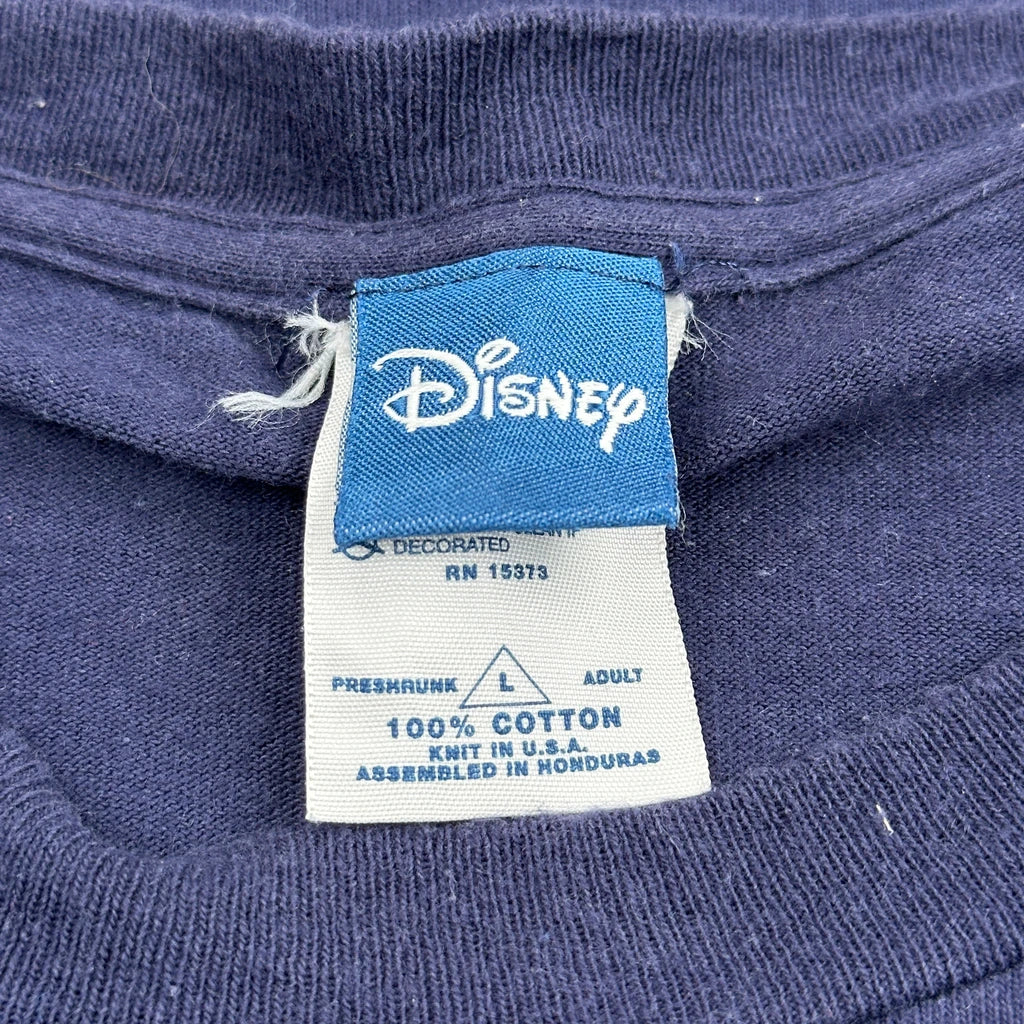 Disney
DECORATED
RN 15373
PRESHRUNK L ADULT
100% COTTON
KNIT IN U.S.A.
ASSEMBLED IN HONDURAS